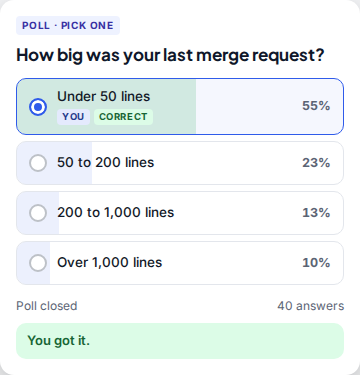 POLL · PICK ONE
How big was your last merge request?
Under 50 lines
YOU CORRECT
55%
50 to 200 lines 23%
200 to 1,000 lines 13%
Over 1,000 lines 10%
Poll closed 40 answers
You got it.